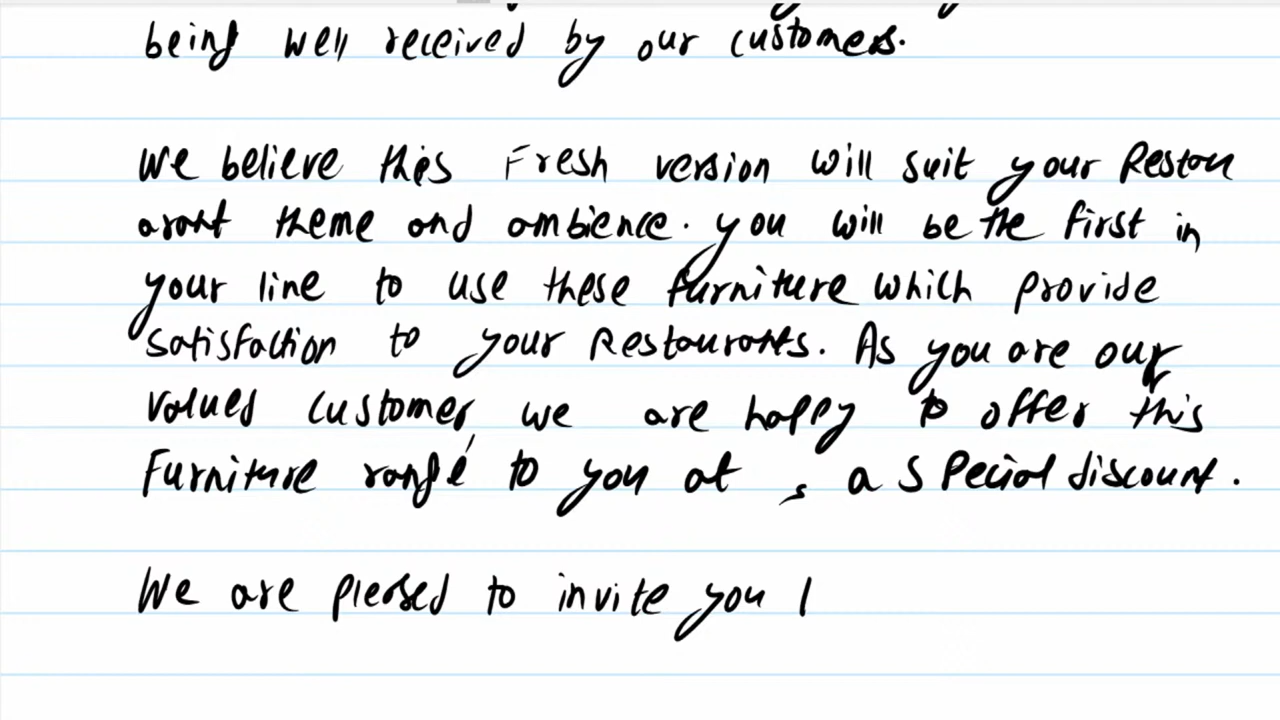 being well received by our customers.
We believe this Fresh version will suit your Restau
arant theme and ambience. you will be the first in
your line to use these furniture which provide
satisfaction to your Restaurants. As you are our
valued customer, we are happy to offer this
Furniture range to you at , a special discount.
We are pleased to invite you